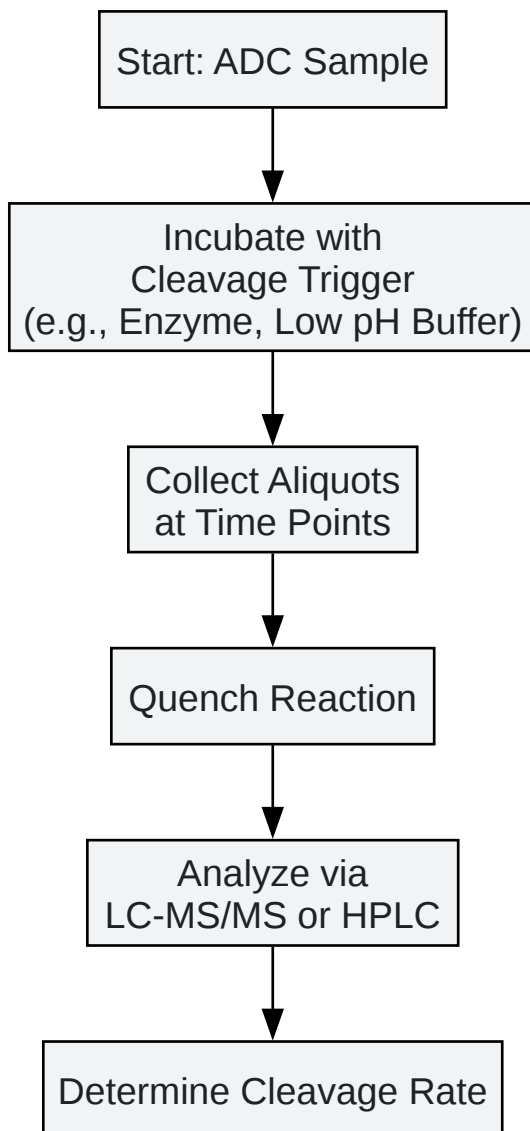 Start: ADC Sample
Incubate with
Cleavage Trigger
(e.g., Enzyme, Low pH Buffer)
Collect Aliquots
at Time Points
Quench Reaction
Analyze via
LC-MS/MS or HPLC
Determine Cleavage Rate